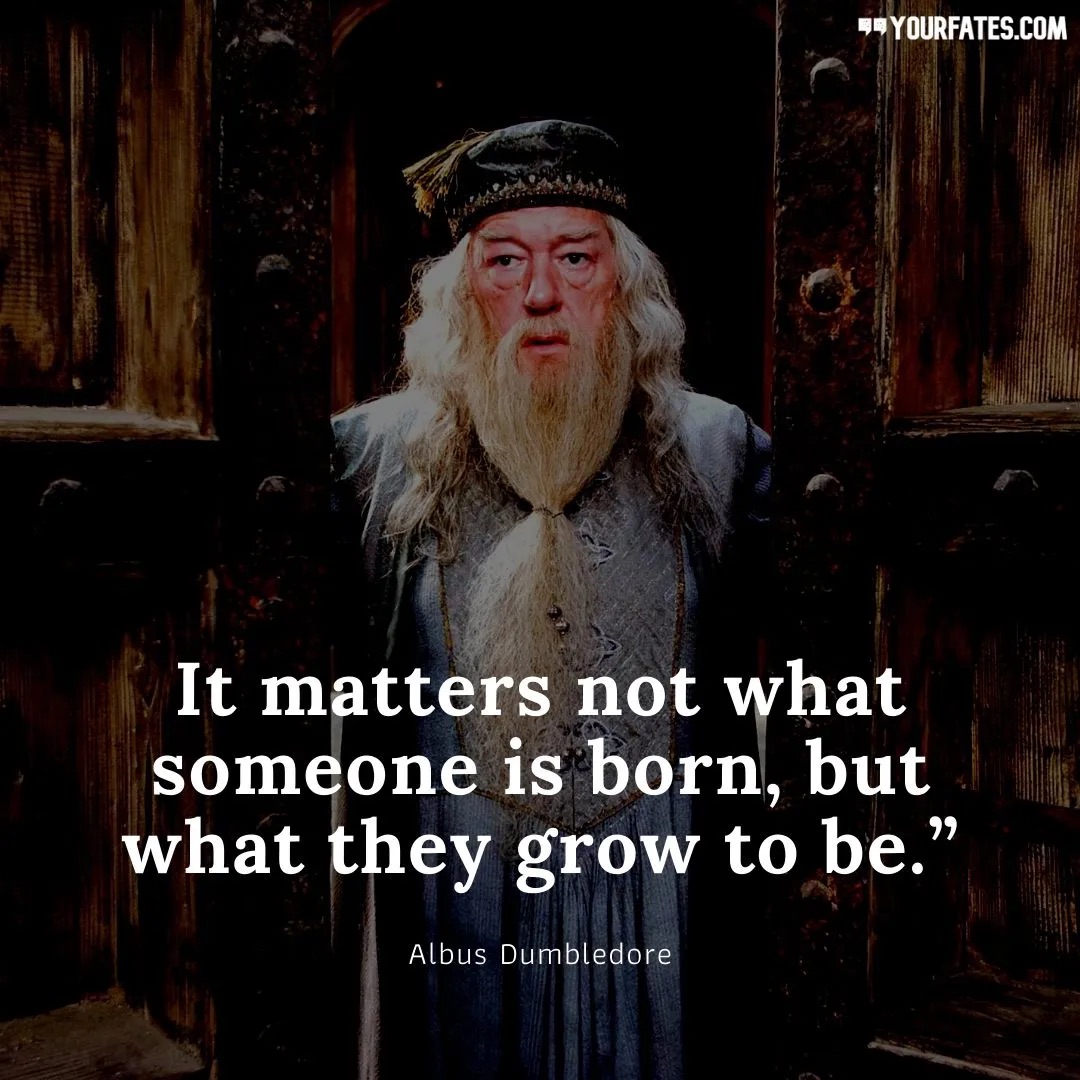 YOURFATES.COM
It matters not what
someone is born, but
what they grow to be.”
Albus Dumbledore